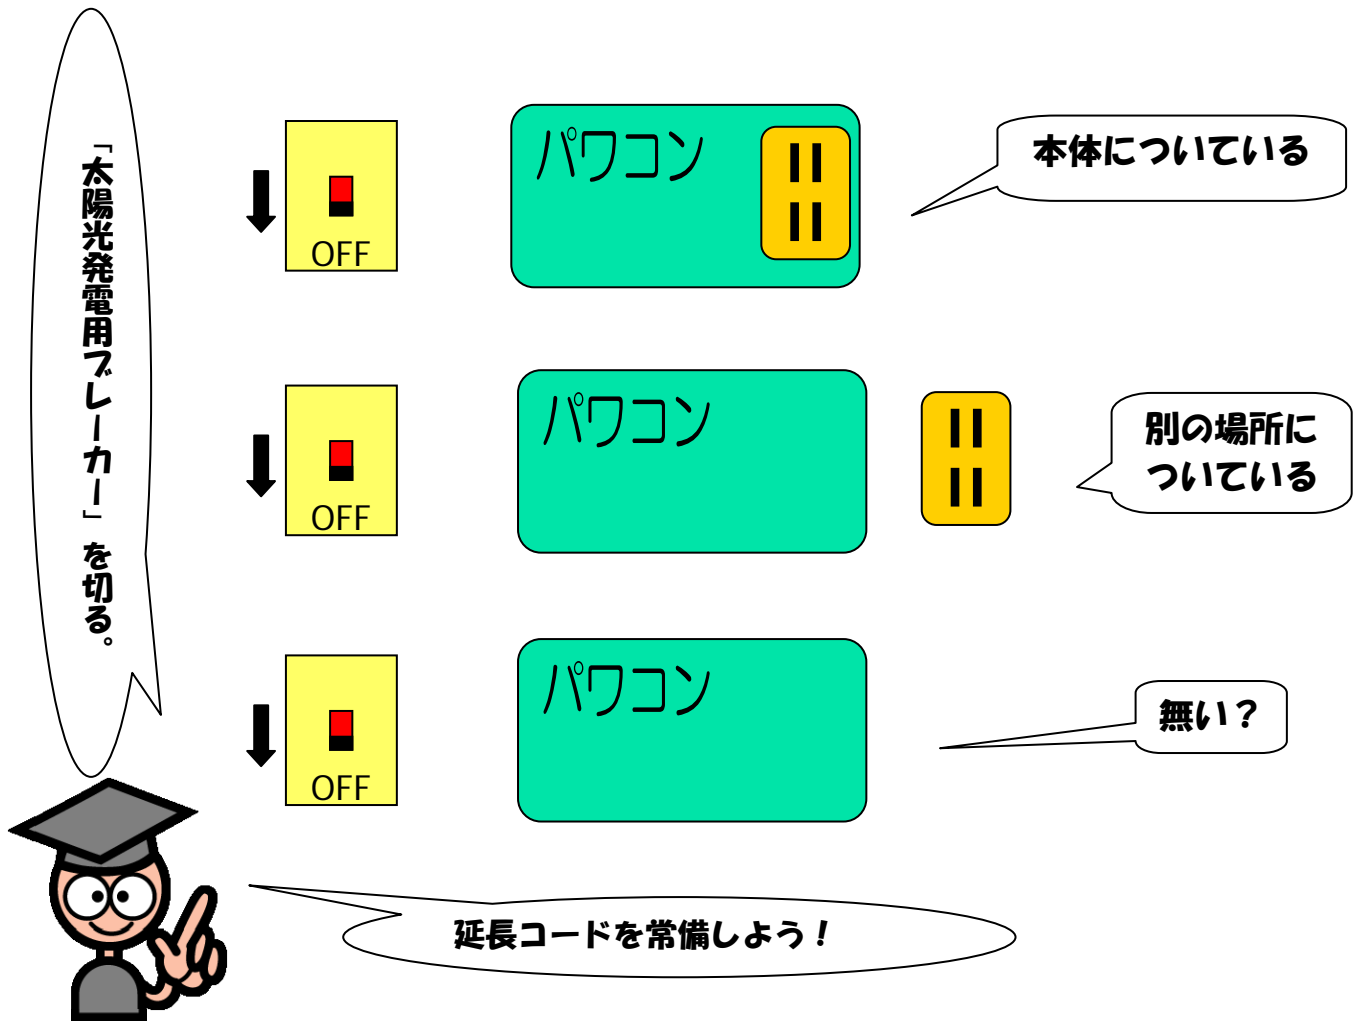 「太陽光発電用ブレーカー」を切る。
OFF
パワコン
本体についている
OFF
パワコン
別の場所に
ついている
OFF
パワコン
無い？
延長コードを常備しよう！